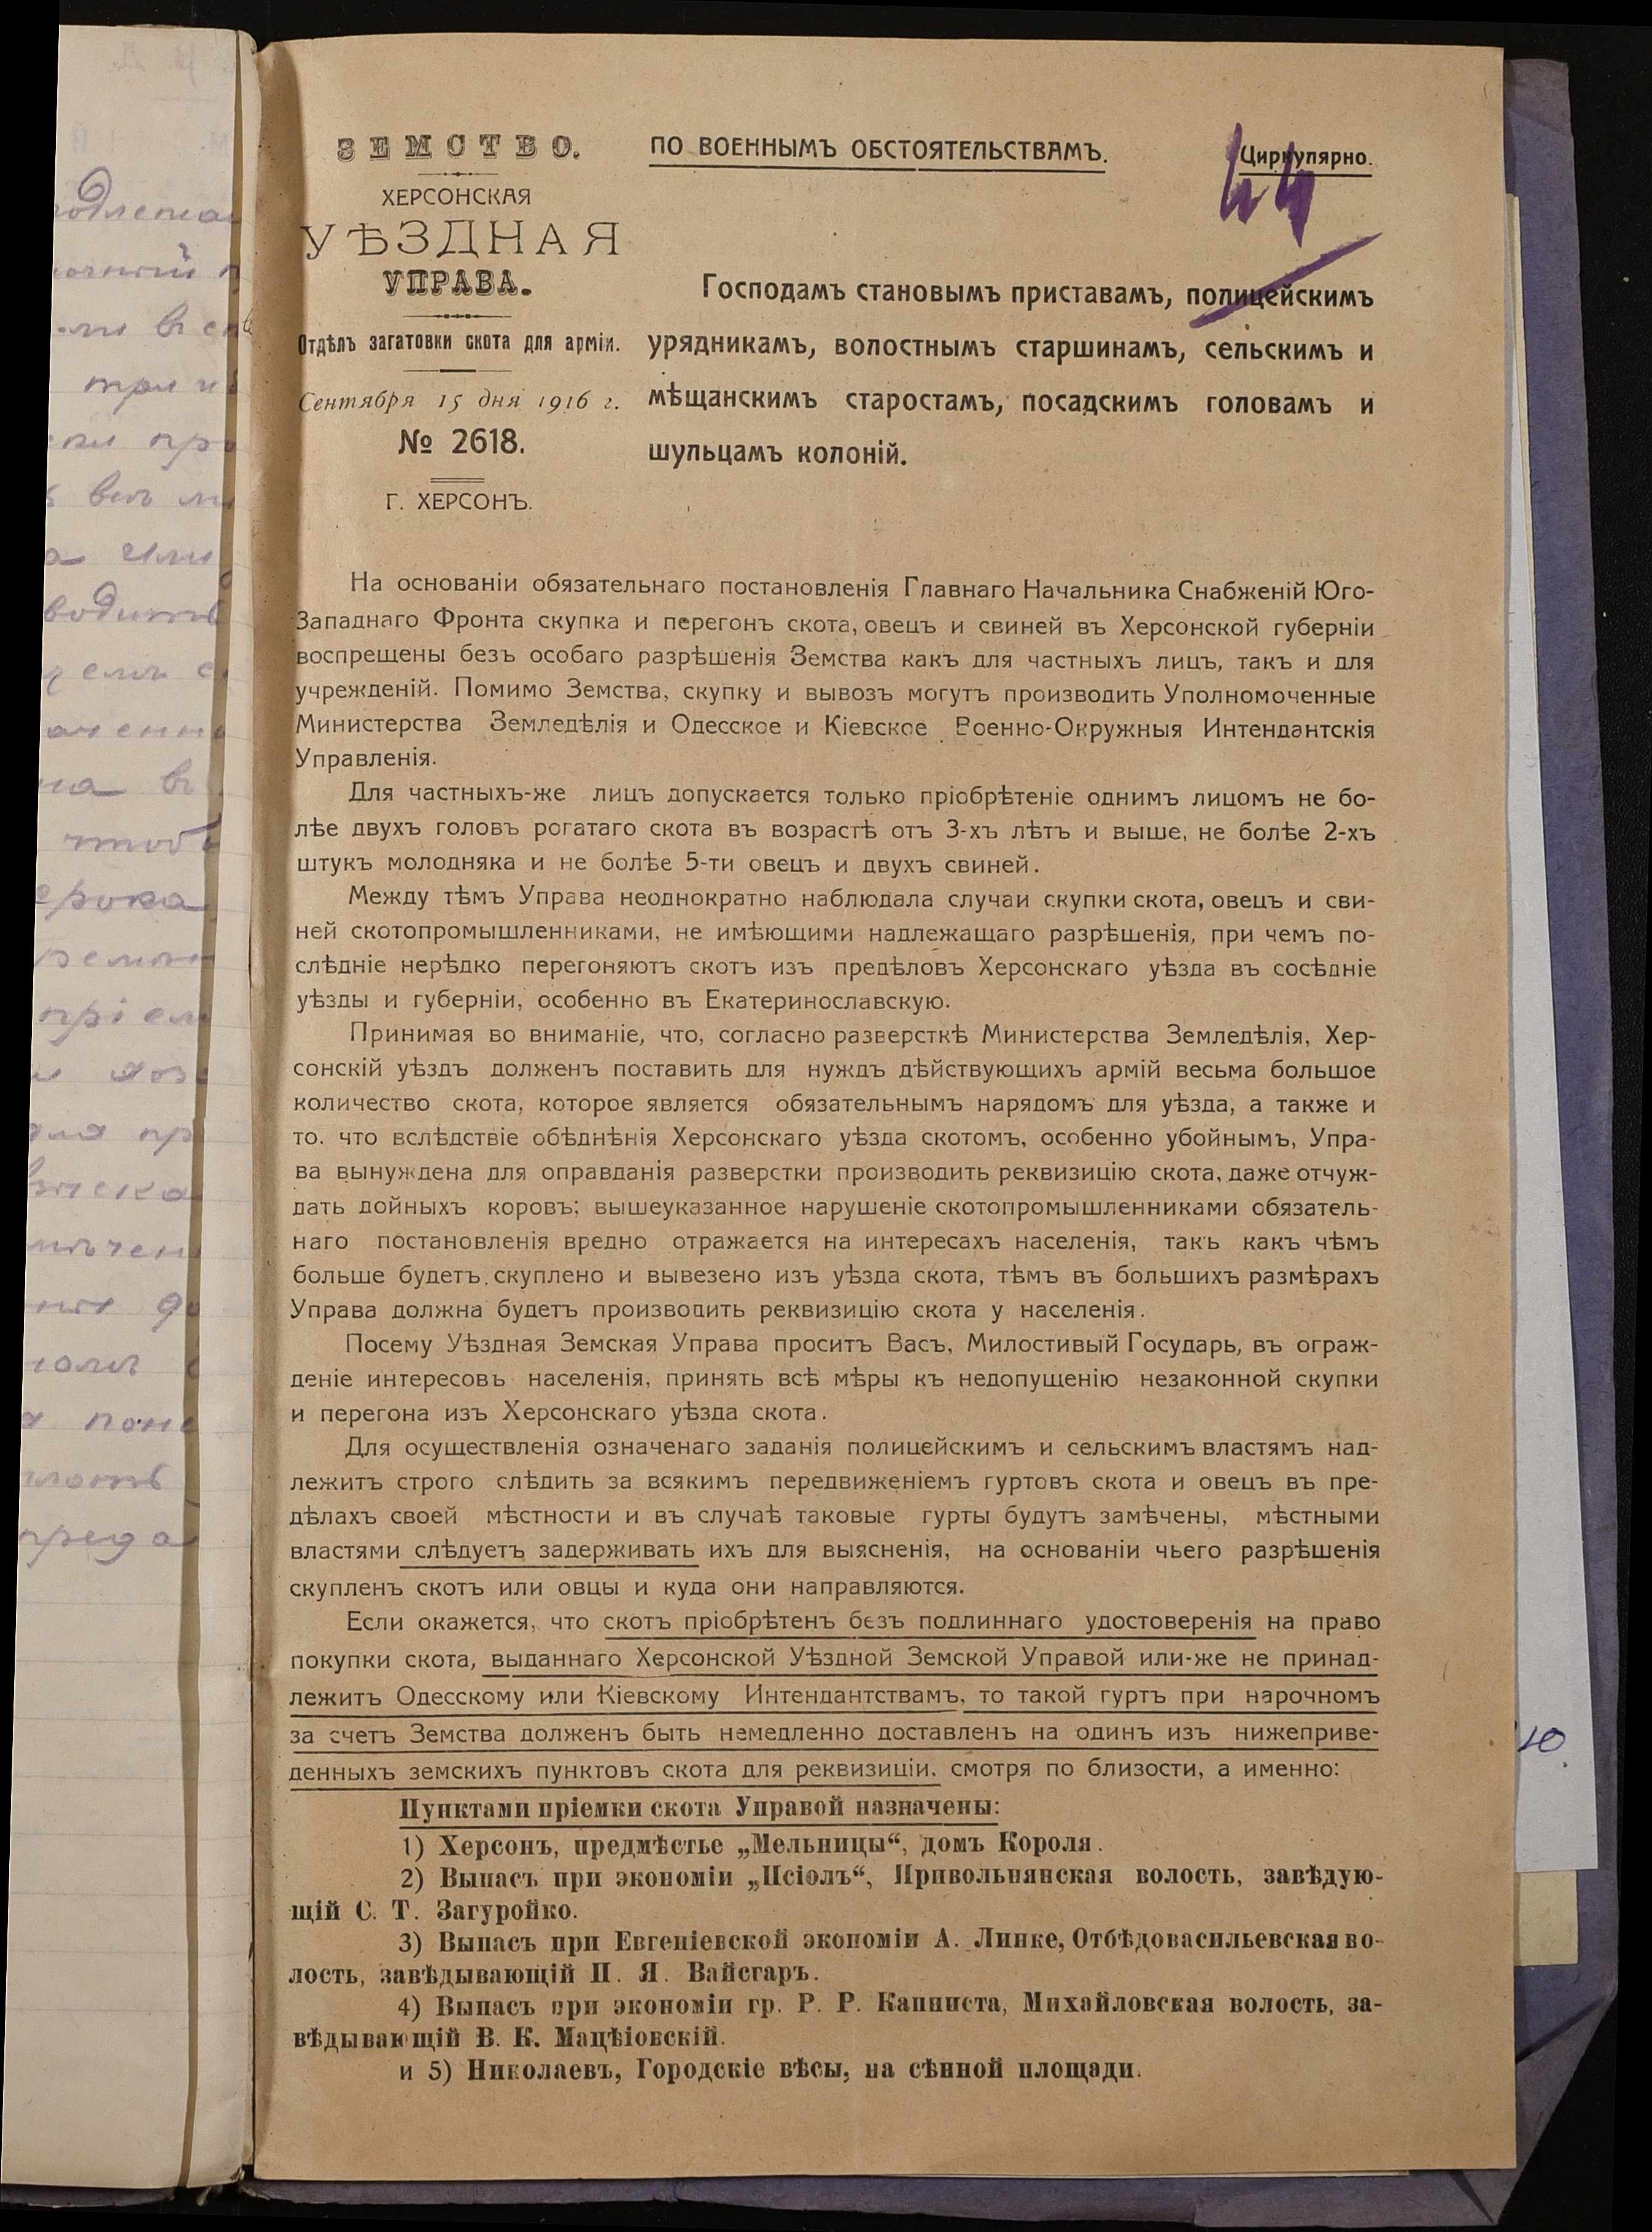 ЗЕМСТВО.
ХЕРСОНСКАЯ
УѢЗДНАЯ
УПРАВА.
Отдѣлъ загатовки скота для арміи.
Сентября 15 дня 1916 г.
№ 2618.
Г. ХЕРСОНЪ.
ПО ВОЕННЫМЪ ОБСТОЯТЕЛЬСТВАМЪ.
Циркулярно.
44
Господамъ становымъ приставамъ, полицейскимъ
урядникамъ, волостнымъ старшинамъ, сельскимъ и
мѣщанскимъ старостамъ, посадскимъ головамъ и
шульцамъ колоній.
На основаніи обязательнаго постановленія Главнаго Начальника Снабженій Юго-
Западнаго Фронта скупка и перегонъ скота, овецъ и свиней въ Херсонской губерніи
воспрещены безъ особаго разрѣшенія Земства какъ для частныхъ лицъ, такъ и для
учрежденій. Помимо Земства, скупку и вывозъ могутъ производить Уполномоченные
Министерства Земледѣлія и Одесское и Кіевское Военно-Окружныя Интендантскія
Управленія.
Для частныхъ-же лицъ допускается только пріобрѣтеніе однимъ лицомъ не бо-
лѣе двухъ головъ рогатаго скота въ возрастѣ отъ 3-хъ лѣтъ и выше, не болѣе 2-хъ
штукъ молодняка и не болѣе 5-ти овецъ и двухъ свиней.
Между тѣмъ Управа неоднократно наблюдала случаи скупки скота, овецъ и сви-
ней скотопромышленниками, не имѣющими надлежащаго разрѣшенія, при чемъ по-
слѣдніе нерѣдко перегоняютъ скотъ изъ предѣловъ Херсонскаго уѣзда въ сосѣдніе
уѣзды и губерніи, особенно въ Екатеринославскую.
Принимая во вниманіе, что, согласно разверсткѣ Министерства Земледѣлія, Хер-
сонскій уѣздъ долженъ поставить для нуждъ дѣйствующихъ армій весьма большое
количество скота, которое является обязательнымъ нарядомъ для уѣзда, а также и
то. что вслѣдствіе обѣднѣнія Херсонскаго уѣзда скотомъ, особенно убойнымъ, Упра-
ва вынуждена для оправданія разверстки производить реквизицію скота, даже отчуж-
дать дойныхъ коровъ; вышеуказанное нарушеніе скотопромышленниками обязатель-
наго постановленія вредно отражается на интересахъ населенія, такъ какъ чѣмъ
больше будетъ скуплено и вывезено изъ уѣзда скота, тѣмъ въ большихъ размѣрахъ
Управа должна будетъ производить реквизицію скота у населенія.
Посему Уѣздная Земская Управа проситъ Васъ, Милостивый Государь, въ ограж-
деніе интересовъ населенія, принять всѣ мѣры къ недопущенію незаконной скупки
и перегона изъ Херсонскаго уѣзда скота.
Для осуществленія означенаго заданія полицейскимъ и сельскимъ властямъ над-
лежитъ строго слѣдить за всякимъ передвиженіемъ гуртовъ скота и овецъ въ пре-
дѣлахъ своей мѣстности и въ случаѣ таковые гурты будутъ замѣчены, мѣстными
властями слѣдуетъ задерживать ихъ для выясненія, на основаніи чьего разрѣшенія
скупленъ скотъ или овцы и куда они направляются.
Если окажется, что скотъ пріобрѣтенъ безъ подлиннаго удостоверенія на право
покупки скота, выданнаго Херсонской Уѣздной Земской Управой или-же не принад-
лежитъ Одесскому или Кіевскому Интендантствамъ, то такой гуртъ при нарочномъ
за счетъ Земства долженъ быть немедленно доставленъ на одинъ изъ нижеприве-
денныхъ земскихъ пунктовъ скота для реквизиціи. смотря по близости, а именно:
Пунктами пріемки скота Управой назначены:
1) Херсонъ, предмѣстье „Мельницы“, домъ Короля.
2) Выпасъ при экономіи „Псіолъ“, Привольнянская волость, завѣдую-
щій С. Т. Загуройко.
3) Выпасъ при Евгеніевской экономіи А. Линке, Отбѣдовасильевская во-
лость, завѣдывающій П. Я. Вайсгаръ.
4) Выпасъ при экономіи гр. Р. Р. Капниста, Михайловская волость, за-
вѣдывающій В. К. Мацѣіовскій.
и 5) Николаевъ, Городскіе вѣсы, на сѣнной площади.